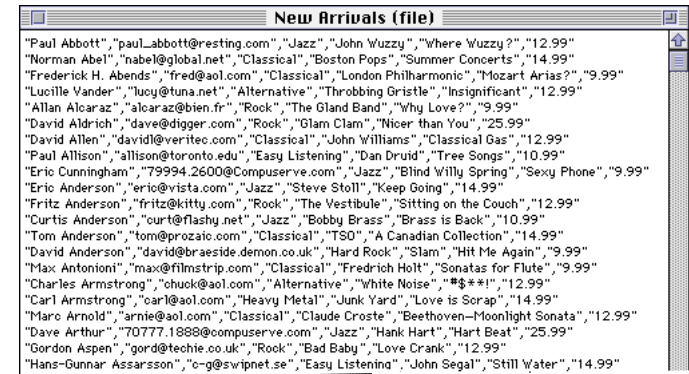 New Arrivals (file)
"Paul Abbott","paul_abbott@resting.com","Jazz","John Wuzzy","Where Wuzzy?","12.99"
"Norman Abel","nabel@global.net","Classical","Boston Pops","Summer Concerts","14.99"
"Frederick H. Abends","fred@aol.com","Classical","London Philharmonic","Mozart Arias?","9.99"
"Lucille Vander","lucy@tuna.net","Alternative","Throbbing Gristle","Insignificant","12.99"
"Allan Alcaraz","alcaraz@bien.fr","Rock","The Gland Band","Why Love?","9.99"
"David Aldrich","dave@digger.com","Rock","Glam Clam","Nicer than You","25.99"
"David Allen","davidl@veritec.com","Classical","John Williams","Classical Gas","12.99"
"Paul Allison","allison@toronto.edu","Easy Listening","Dan Druid","Tree Songs","10.99"
"Eric Cunningham","79994.2600@Compuserve.com","Jazz","Blind Willy Spring","Sexy Phone","9.99"
"Eric Anderson","eric@vista.com","Jazz","Steve Stoll","Keep Going","14.99"
"Fritz Anderson","fritz@kitty.com","Rock","The Vestibule","Sitting on the Couch","12.99"
"Curtis Anderson","curt@flashy.net","Jazz","Bobby Brass","Brass is Back","10.99"
"Tom Anderson","tom@prozaic.com","Classical","TSO","A Canadian Collection","14.99"
"David Anderson","david@braeside.demon.co.uk","Hard Rock","Slam","Hit Me Again","9.99"
"Max Antonioni","max@filmstrip.com","Classical","Fredrich Holt","Sonatas for Flute","9.99"
"Charles Armstrong","chuck@aol.com","Alternative","White Noise","#$**!","12.99"
"Carl Armstrong","carl@aol.com","Heavy Metal","Junk Yard","Love is Scrap","14.99"
"Marc Arnold","arnie@aol.com","Classical","Claude Croste","Beethoven-Moonlight Sonata","12.99"
"Dave Arthur","70777.1888@compuserve.com","Jazz","Hank Hart","Hart Beat","25.99"
"Gordon Aspen","gord@techie.co.uk","Rock","Bad Baby","Love Crank","12.99"
"Hans-Gunnar Assarsson","c-g@swipnet.se","Easy Listening","John Segal","Still Water","14.99"